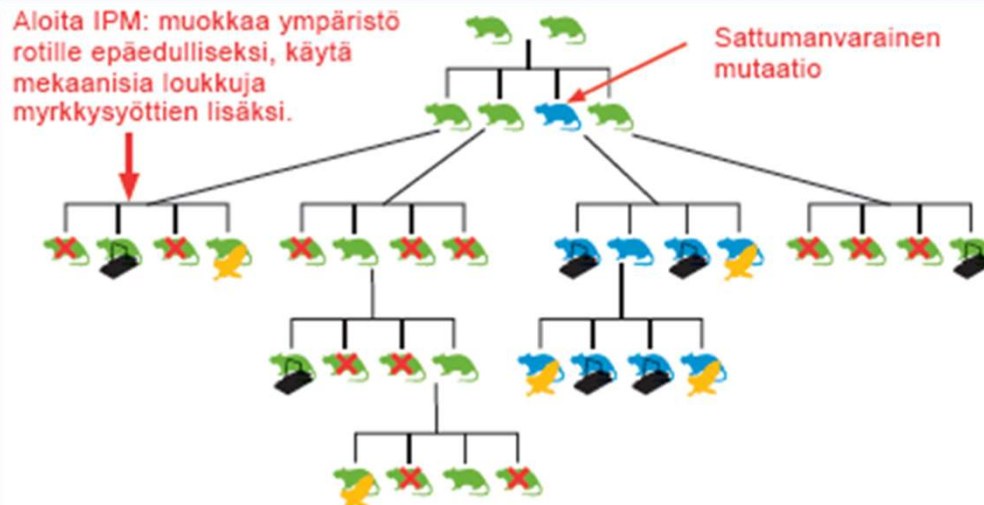 Aloita IPM: muokkaa ympäristö
rotille epäedulliseksi, käytä
mekaanisia loukkuja
myrkkysyöttien lisäksi.
Sattumanvarainen
mutaatio